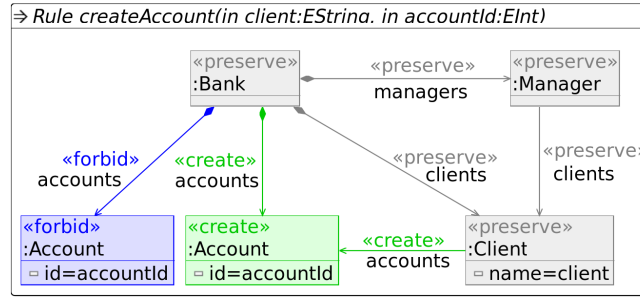 ⇒ Rule createAccount(in client:EString, in accountId:EInt)
«preserve»
:Bank
«preserve»
managers
«preserve»
:Manager
«forbid»
accounts
«create»
accounts
«preserve»
clients
«preserve»
clients
«forbid»
:Account
id=accountId
«create»
:Account
id=accountId
«create»
accounts
«preserve»
:Client
name=client